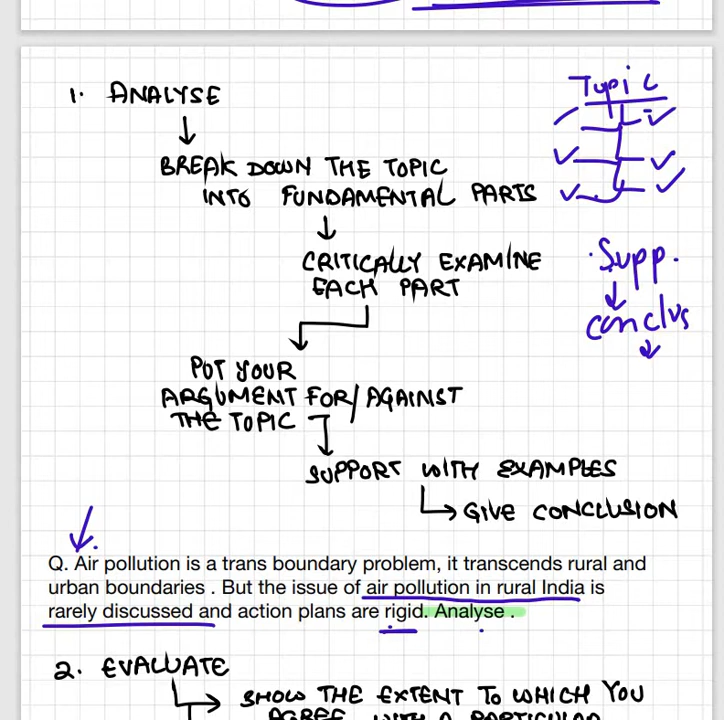 1. ANALYSE
BREAK DOWN THE TOPIC
INTO FUNDAMENTAL PARTS
CRITICALLY EXAMINE
EACH PART
PUT YOUR
ARGUMENT FOR/AGAINST
THE TOPIC
SUPPORT WITH EXAMPLES
GIVE CONCLUSION
Topic
Supp.
conclus
Q. Air pollution is a trans boundary problem, it transcends rural and
urban boundaries . But the issue of air pollution in rural India is
rarely discussed and action plans are rigid. Analyse .
2. EVALUATE
SHOW THE EXTENT TO WHICH YOU
AGREE WITH A PARTICULAR